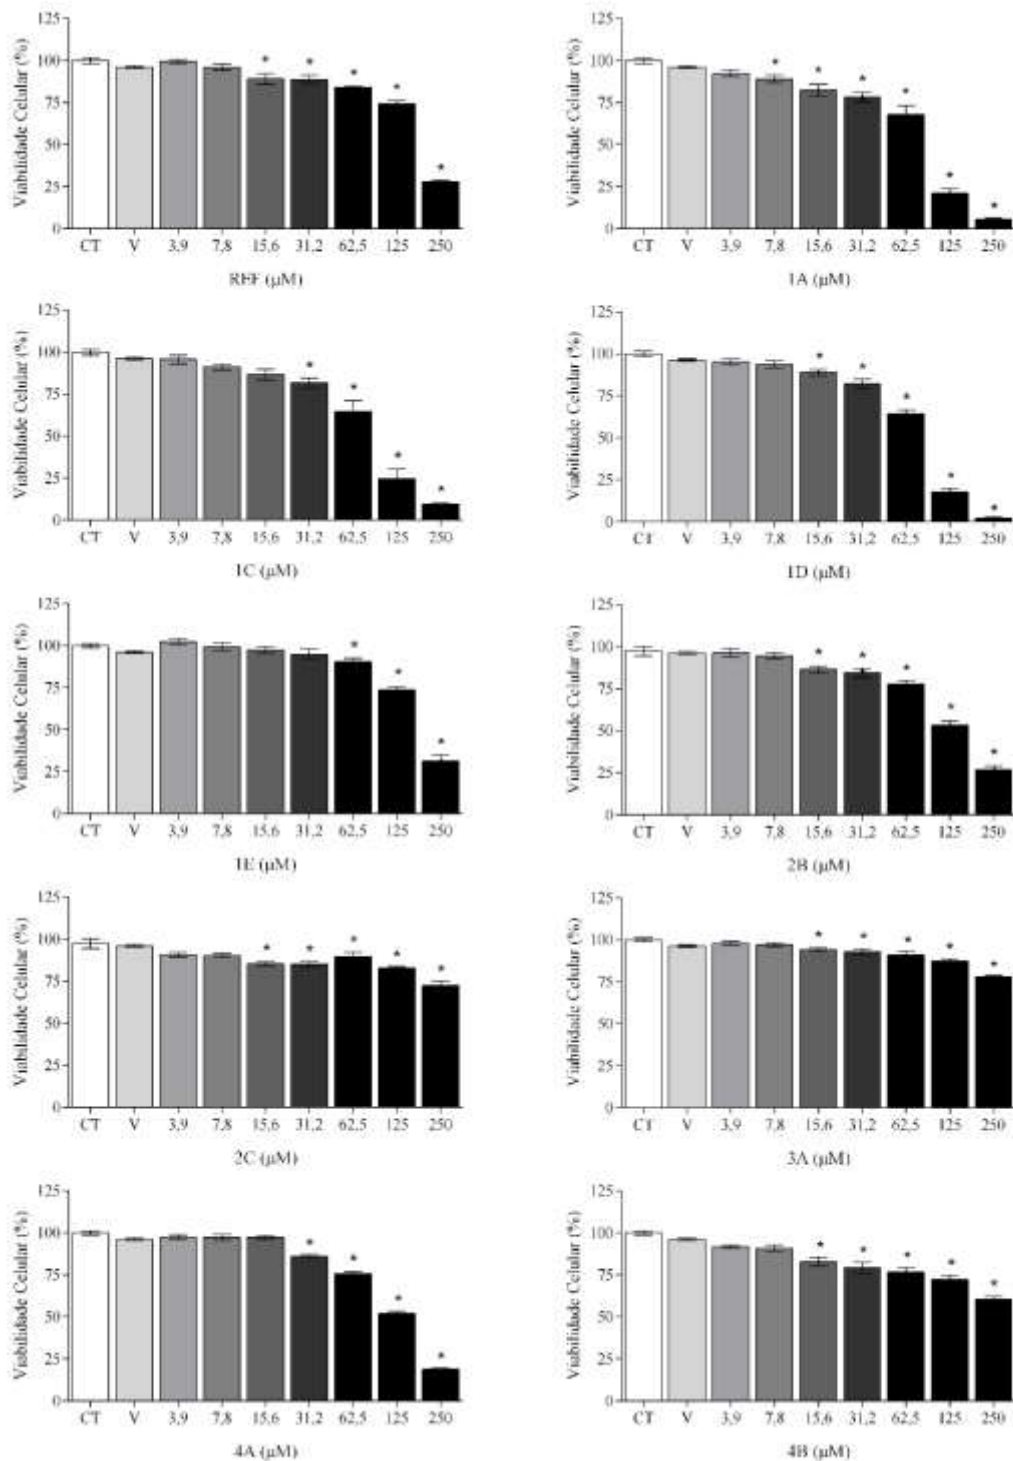 125
100
75
50
25
0
Viabilidade Celular (%)
* * * * *
CT V 3,9 7,8 15,6 31,2 62,5 125 250
REF (µM)
125
100
75
50
25
0
Viabilidade Celular (%)
* * * * * *
CT V 3,9 7,8 15,6 31,2 62,5 125 250
1A (µM)
125
100
75
50
25
0
Viabilidade Celular (%)
* * * *
CT V 3,9 7,8 15,6 31,2 62,5 125 250
1C (µM)
125
100
75
50
25
0
Viabilidade Celular (%)
* * * * *
CT V 3,9 7,8 15,6 31,2 62,5 125 250
1D (µM)
125
100
75
50
25
0
Viabilidade Celular (%)
* * *
CT V 3,9 7,8 15,6 31,2 62,5 125 250
1E (µM)
125
100
75
50
25
0
Viabilidade Celular (%)
* * * * *
CT V 3,9 7,8 15,6 31,2 62,5 125 250
2B (µM)
125
100
75
50
25
0
Viabilidade Celular (%)
* * * * *
CT V 3,9 7,8 15,6 31,2 62,5 125 250
2C (µM)
125
100
75
50
25
0
Viabilidade Celular (%)
* * * * *
CT V 3,9 7,8 15,6 31,2 62,5 125 250
3A (µM)
125
100
75
50
25
0
Viabilidade Celular (%)
* * * *
CT V 3,9 7,8 15,6 31,2 62,5 125 250
4A (µM)
125
100
75
50
25
0
Viabilidade Celular (%)
* * * * *
CT V 3,9 7,8 15,6 31,2 62,5 125 250
4B (µM)